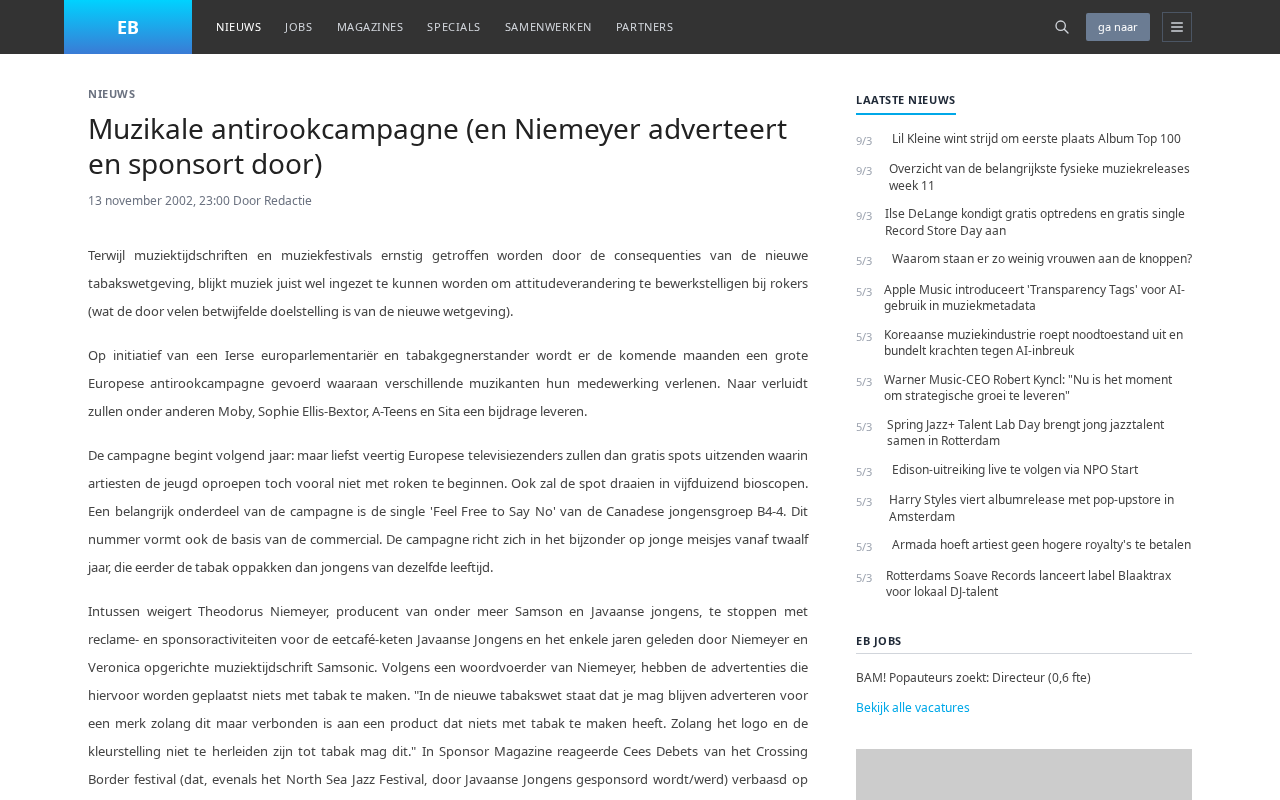 EB
NIEUWS
JOBS
MAGAZINES
SPECIALS
SAMENWERKEN
PARTNERS
ga naar
NIEUWS
Muzikale antirookcampagne (en Niemeyer adverteert
en sponsort door)
13 november 2002, 23:00 Door Redactie
Terwijl muziektijdschriften en muziekfestivals ernstig getroffen worden door de consequenties van de nieuwe
tabakswetgeving, blijkt muziek juist wel ingezet te kunnen worden om attitudeverandering te bewerkstelligen bij rokers
(wat de door velen betwijfelde doelstelling is van de nieuwe wetgeving).
Op initiatief van een Ierse europarlementariër en tabakgegnerstander wordt er de komende maanden een grote
Europese antirookcampagne gevoerd waaraan verschillende muzikanten hun medewerking verlenen. Naar verluidt
zullen onder anderen Moby, Sophie Ellis-Bextor, A-Teens en Sita een bijdrage leveren.
De campagne begint volgend jaar: maar liefst veertig Europese televisiezenders zullen dan gratis spots uitzenden waarin
artiesten de jeugd oproepen toch vooral niet met roken te beginnen. Ook zal de spot draaien in vijfduizend bioscopen.
Een belangrijk onderdeel van de campagne is de single 'Feel Free to Say No' van de Canadese jongensgroep B4-4. Dit
nummer vormt ook de basis van de commercial. De campagne richt zich in het bijzonder op jonge meisjes vanaf twaalf
jaar, die eerder de tabak oppakken dan jongens van dezelfde leeftijd.
Intussen weigert Theodorus Niemeyer, producent van onder meer Samson en Javaanse jongens, te stoppen met
reclame- en sponsoractiviteiten voor de eetcafé-keten Javaanse Jongens en het enkele jaren geleden door Niemeyer en
Veronica opgerichte muziektijdschrift Samsonic. Volgens een woordvoerder van Niemeyer, hebben de advertenties die
hiervoor worden geplaatst niets met tabak te maken. "In de nieuwe tabakswet staat dat je mag blijven adverteren voor
een merk zolang dit maar verbonden is aan een product dat niets met tabak te maken heeft. Zolang het logo en de
kleurstelling niet te herleiden zijn tot tabak mag dit." In Sponsor Magazine reageerde Cees Debets van het Crossing
Border festival (dat, evenals het North Sea Jazz Festival, door Javaanse Jongens gesponsord wordt/werd) verbaasd op
LAATSTE NIEUWS
9/3 Lil Kleine wint strijd om eerste plaats Album Top 100
9/3 Overzicht van de belangrijkste fysieke muziekreleases
week 11
9/3 Ilse DeLange kondigt gratis optredens en gratis single
Record Store Day aan
5/3 Waarom staan er zo weinig vrouwen aan de knoppen?
5/3 Apple Music introduceert 'Transparency Tags' voor AI-
gebruik in muziekmetadata
5/3 Koreaanse muziekindustrie roept noodtoestand uit en
bundelt krachten tegen AI-inbreuk
5/3 Warner Music-CEO Robert Kyncl: "Nu is het moment
om strategische groei te leveren"
5/3 Spring Jazz+ Talent Lab Day brengt jong jazztalent
samen in Rotterdam
5/3 Edison-uitreiking live te volgen via NPO Start
5/3 Harry Styles viert albumrelease met pop-upstore in
Amsterdam
5/3 Armada hoeft artiest geen hogere royalty's te betalen
5/3 Rotterdams Soave Records lanceert label Blaaktrax
voor lokaal DJ-talent
EB JOBS
BAM! Popauteurs zoekt: Directeur (0,6 fte)
Bekijk alle vacatures